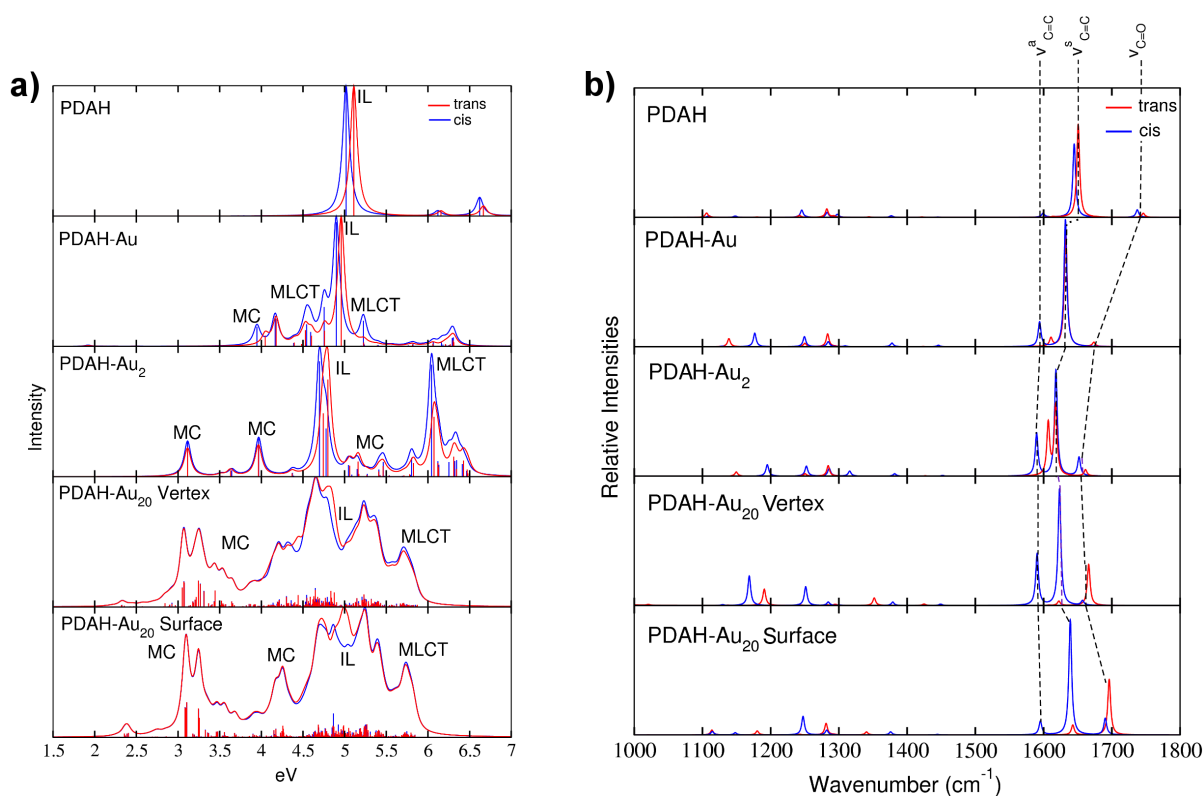 a)
PDAH
IL
trans
cis
PDAH-Au
MC
MLCT
IL
MLCT
PDAH-Au2
MC
MC
IL
MC
MLCT
PDAH-Au20 Vertex
MC
IL
MLCT
PDAH-Au20 Surface
MC
MC
IL
MLCT
Intensity
1.5 2 2.5 3 3.5 4 4.5 5 5.5 6 6.5 7
eV
b)
νaC=C
νsC=C
νC=O
PDAH
trans
cis
PDAH-Au
PDAH-Au2
PDAH-Au20 Vertex
PDAH-Au20 Surface
Relative Intensities
1000 1100 1200 1300 1400 1500 1600 1700 1800
Wavenumber (cm-1)